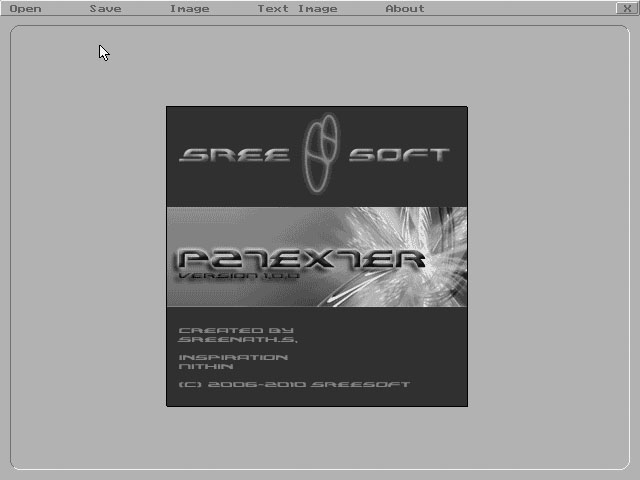 Open Save Image Text Image About X
SREE SOFT
P2TEXTER
VERSION 1.0.0
CREATED BY
SREENATH.S.
INSPIRATION
NITHIN
(C) 2006-2010 SREESOFT